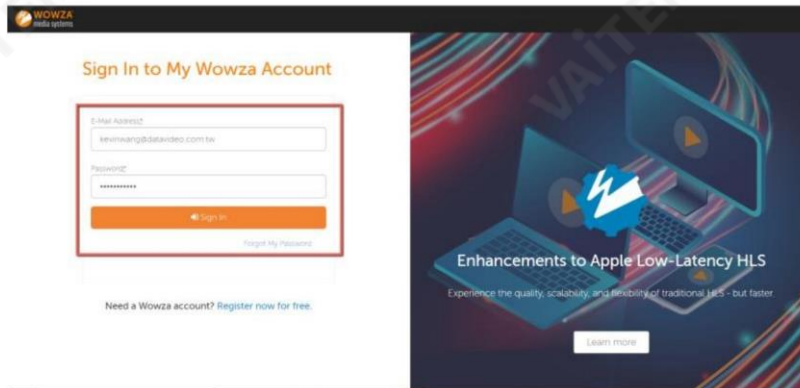 WOWZA
media systems
Sign In to My Wowza Account
E-Mail Address*
kevinwang@datavideo.com.tw
Password*
***********
Sign In
Forgot My Password
Need a Wowza account? Register now for free.
Enhancements to Apple Low-Latency HLS
Experience the quality, scalability, and flexibility of traditional HLS - but faster.
Learn more